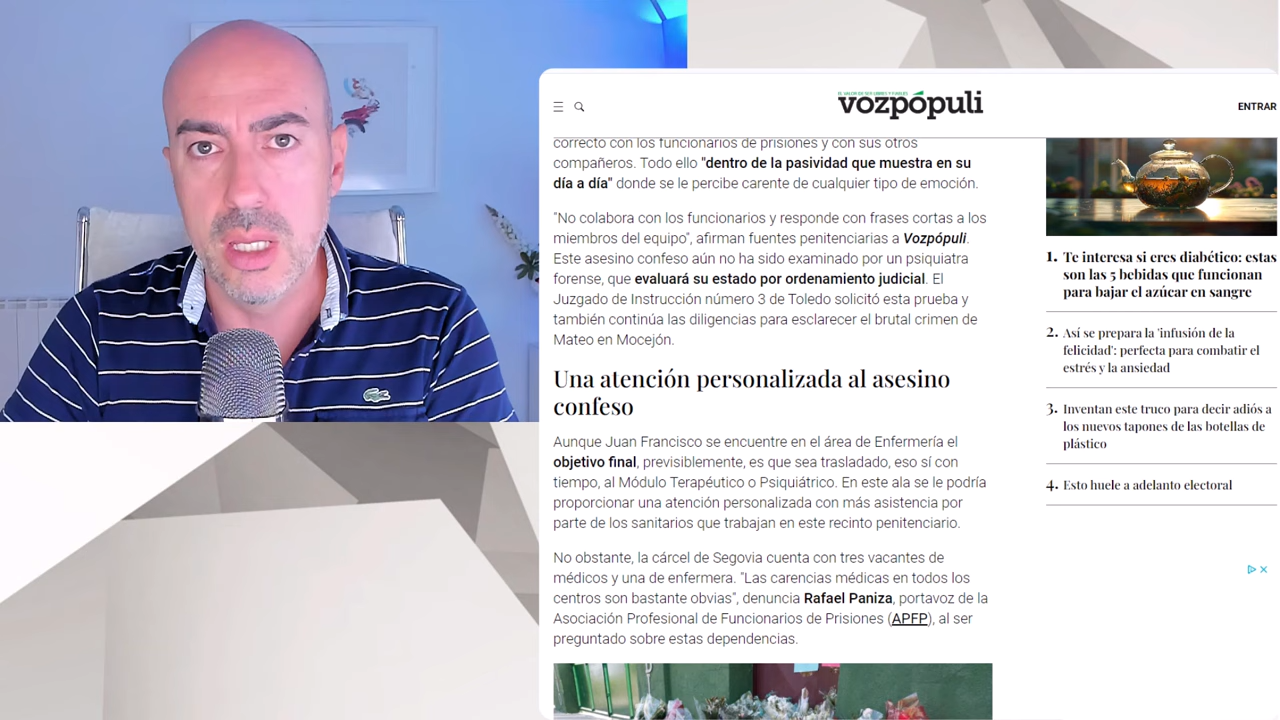 EL VALOR DE SER LIBRES Y FIABLES
vozpópuli
ENTRAR
correcto con los funcionarios de prisiones y con sus otros
compañeros. Todo ello "dentro de la pasividad que muestra en su
día a día" donde se le percibe carente de cualquier tipo de emoción.
"No colabora con los funcionarios y responde con frases cortas a los
miembros del equipo", afirman fuentes penitenciarias a Vozpópuli.
Este asesino confeso aún no ha sido examinado por un psiquiatra
forense, que evaluará su estado por ordenamiento judicial. El
Juzgado de Instrucción número 3 de Toledo solicitó esta prueba y
también continúa las diligencias para esclarecer el brutal crimen de
Mateo en Mocejón.
Una atención personalizada al asesino
confeso
Aunque Juan Francisco se encuentre en el área de Enfermería el
objetivo final, previsiblemente, es que sea trasladado, eso sí con
tiempo, al Módulo Terapéutico o Psiquiátrico. En este ala se le podría
proporcionar una atención personalizada con más asistencia por
parte de los sanitarios que trabajan en este recinto penitenciario.
No obstante, la cárcel de Segovia cuenta con tres vacantes de
médicos y una de enfermera. "Las carencias médicas en todos los
centros son bastante obvias", denuncia Rafael Paniza, portavoz de la
Asociación Profesional de Funcionarios de Prisiones (APFP), al ser
preguntado sobre estas dependencias.
1. Te interesa si eres diabético: estas
son las 5 bebidas que funcionan
para bajar el azúcar en sangre
2. Así se prepara la 'infusión de la
felicidad': perfecta para combatir el
estrés y la ansiedad
3. Inventan este truco para decir adiós a
los nuevos tapones de las botellas de
plástico
4. Esto huele a adelanto electoral